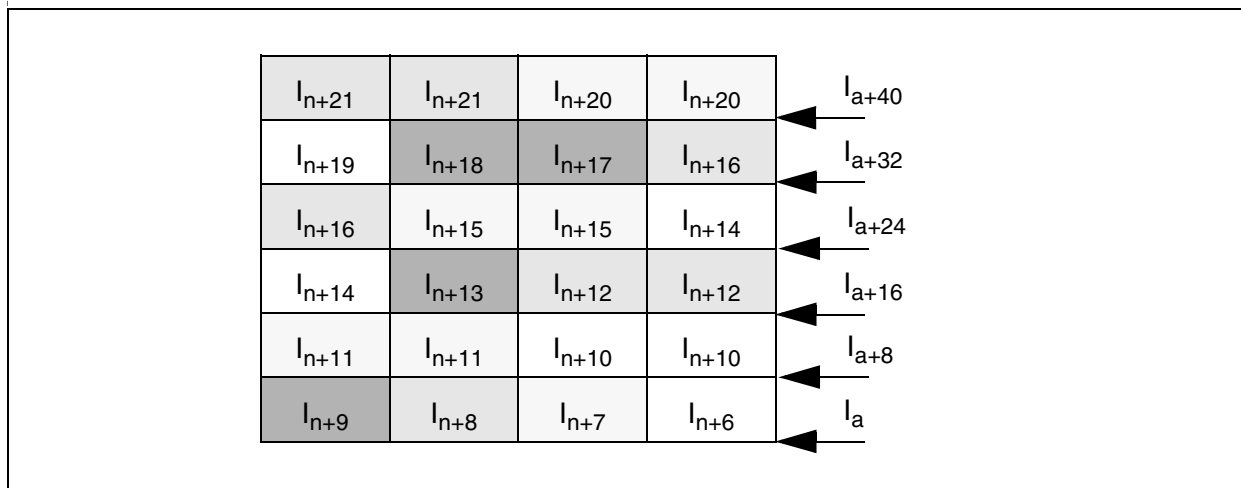 In+21 In+21 In+20 In+20 Ia+40
In+19 In+18 In+17 In+16 Ia+32
In+16 In+15 In+15 In+14 Ia+24
In+14 In+13 In+12 In+12 Ia+16
In+11 In+11 In+10 In+10 Ia+8
In+9 In+8 In+7 In+6 Ia